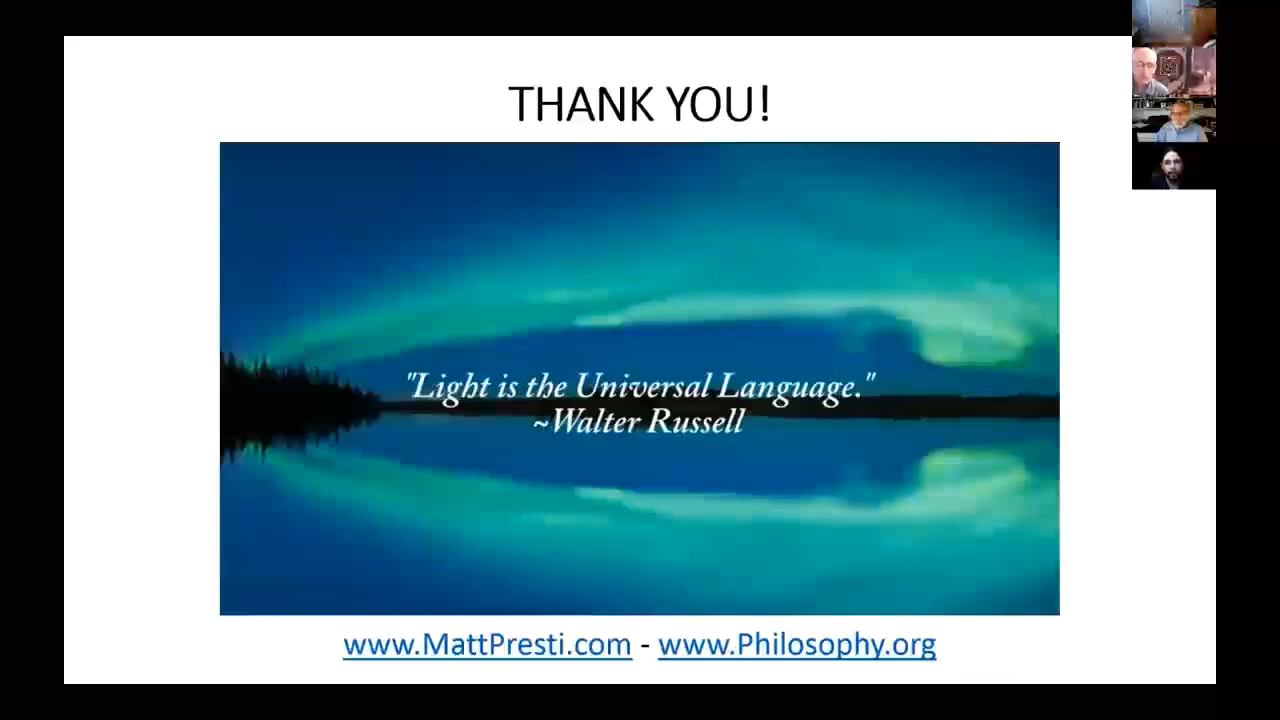 THANK YOU!
"Light is the Universal Language."
~Walter Russell
www.MattPresti.com - www.Philosophy.org